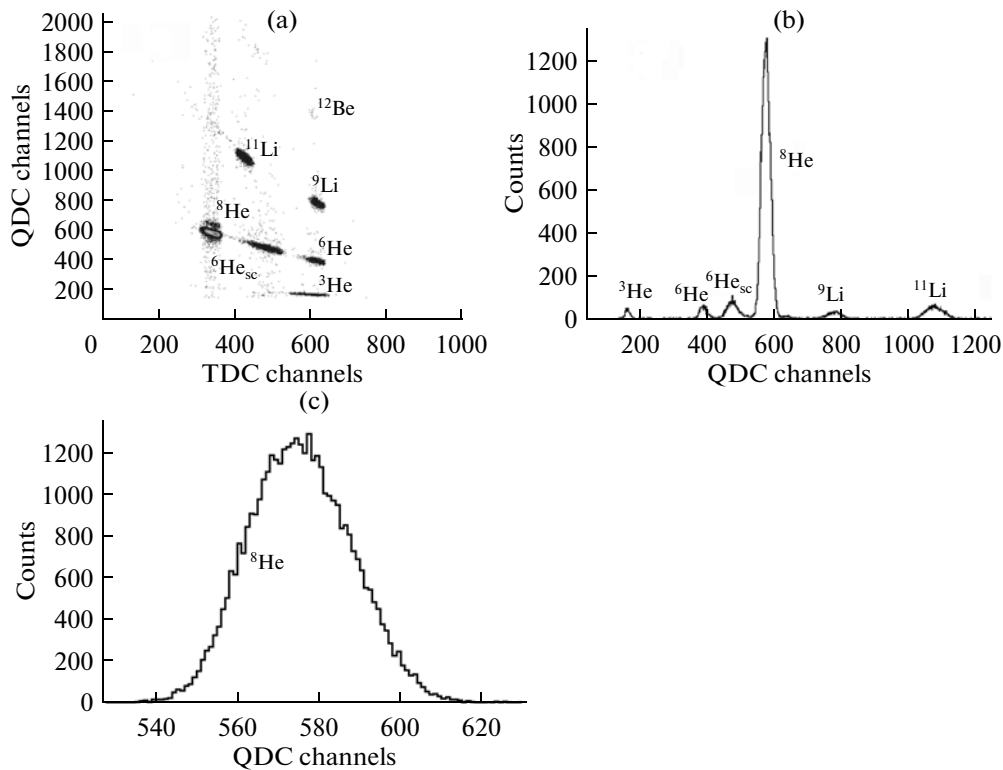 (a)
2000
1800
1600
1400
1200
1000
800
600
400
200
QDC channels
¹²Be
¹¹Li
⁹Li
⁸He
⁶He
⁶Heₛc
³He
0 200 400 600 800 1000
TDC channels
(b)
1200
1000
800
600
400
200
0
Counts
⁸He
³He ⁶He ⁶Heₛc ⁹Li ¹¹Li
200 400 600 800 1000 1200
QDC channels
(c)
1200
1000
800
600
400
200
0
Counts
⁸He
540 560 580 600 620
QDC channels